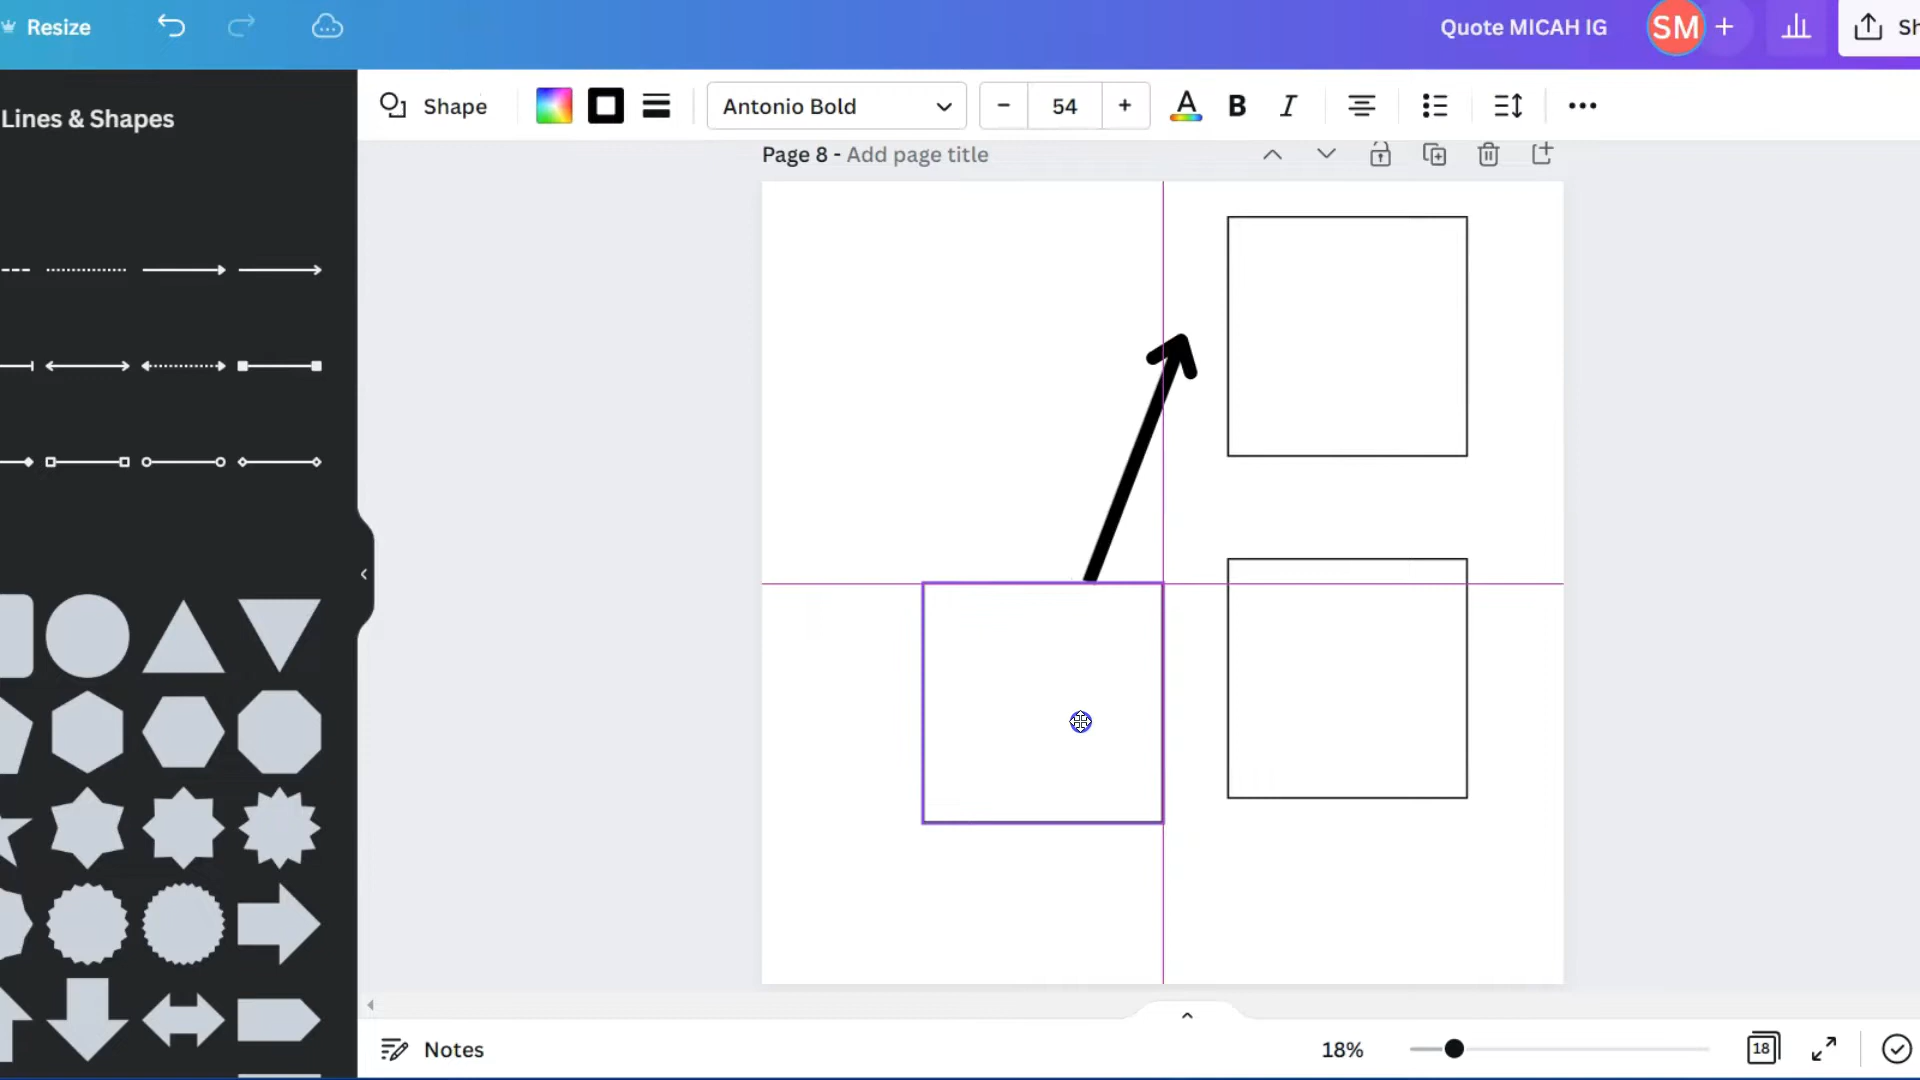 Resize
Quote MICAH IG
SM
Sh
Lines & Shapes
Shape
Antonio Bold
54
A
B
I
Page 8 - Add page title
Notes
18%
18